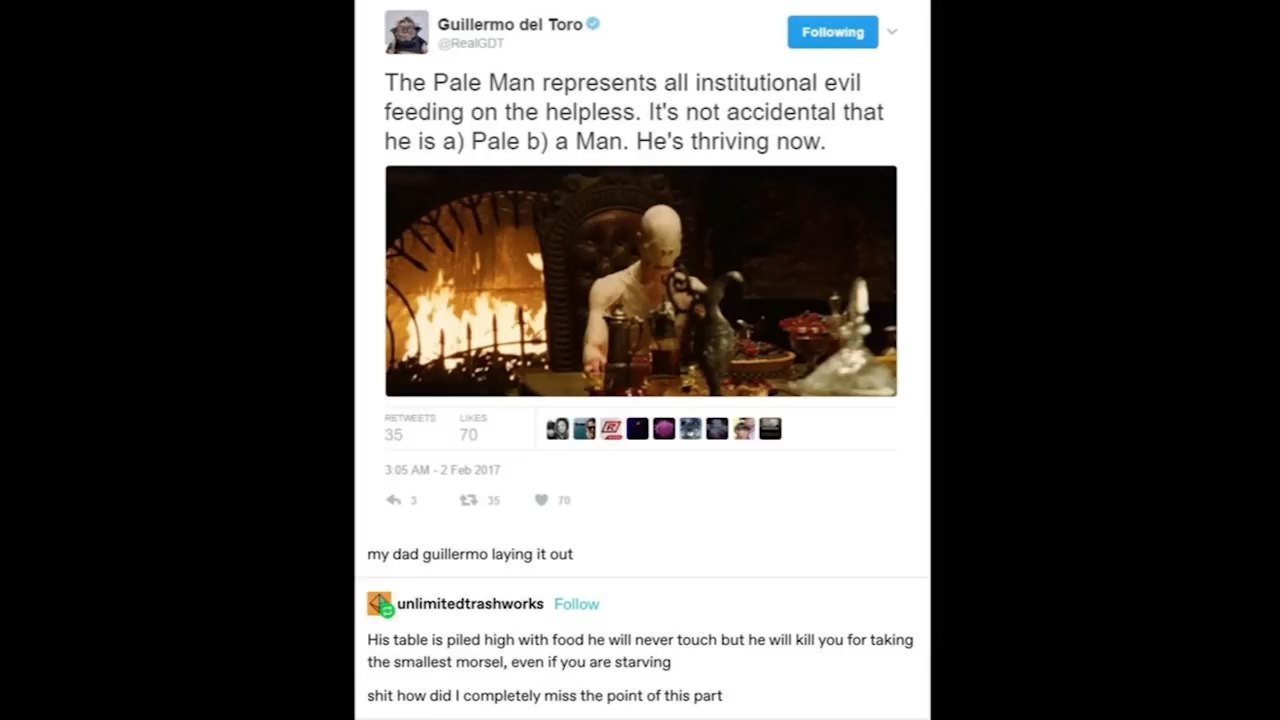 Guillermo del Toro
@RealGDT
Following
The Pale Man represents all institutional evil
feeding on the helpless. It's not accidental that
he is a) Pale b) a Man. He's thriving now.
RETWEETS
LIKES
35
70
3:05 AM - 2 Feb 2017
3
35
70
my dad guillermo laying it out
unlimitedtrashworks Follow
His table is piled high with food he will never touch but he will kill you for taking
the smallest morsel, even if you are starving
shit how did I completely miss the point of this part